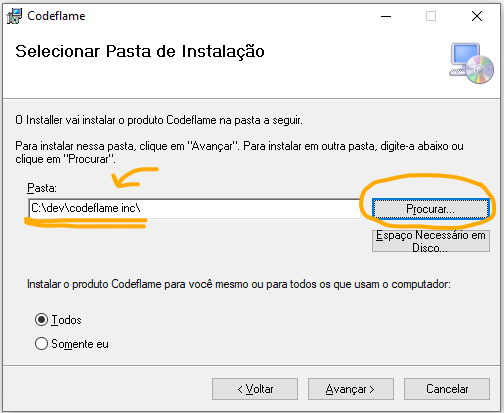 Codeflame
Selecionar Pasta de Instalação
O Installer vai instalar o produto Codeflame na pasta a seguir.
Para instalar nessa pasta, clique em "Avançar". Para instalar em outra pasta, digite-a abaixo ou
clique em "Procurar".
Pasta:
C:\dev\codeflame inc\
Procurar...
Espaço Necessário em
Disco...
Instalar o produto Codeflame para você mesmo ou para todos os que usam o computador:
Todos
Somente eu
< Voltar
Avançar >
Cancelar